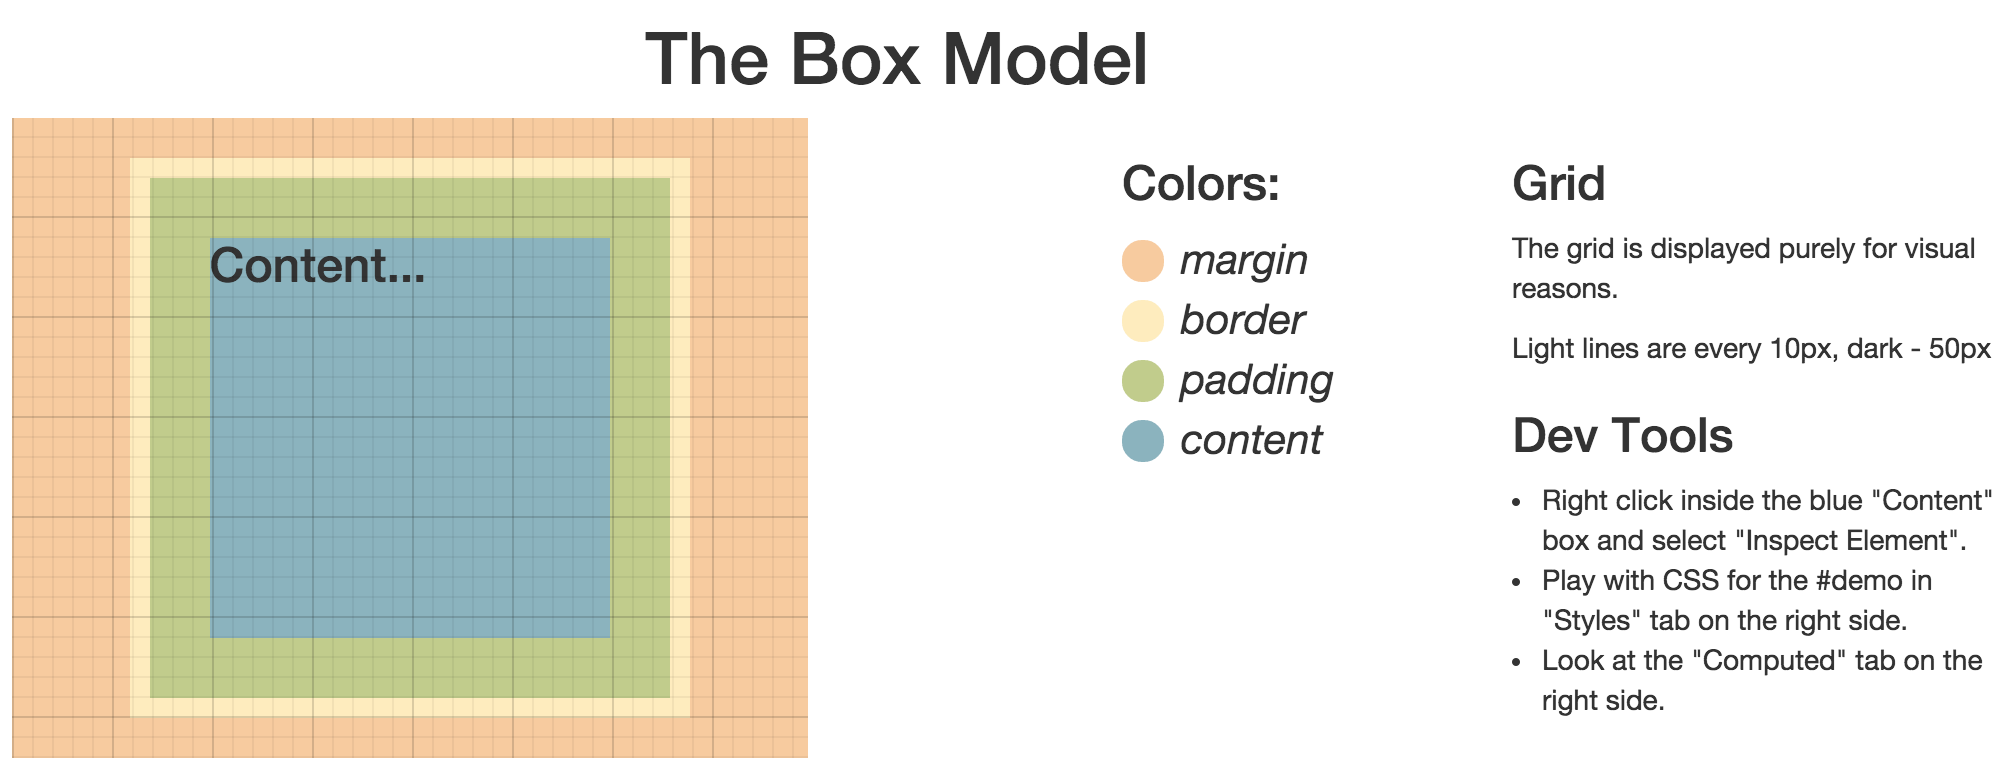 The Box Model
Content...
Colors:
margin
border
padding
content
Grid
The grid is displayed purely for visual
reasons.
Light lines are every 10px, dark - 50px
Dev Tools
• Right click inside the blue "Content"
box and select "Inspect Element".
• Play with CSS for the #demo in
"Styles" tab on the right side.
• Look at the "Computed" tab on the
right side.